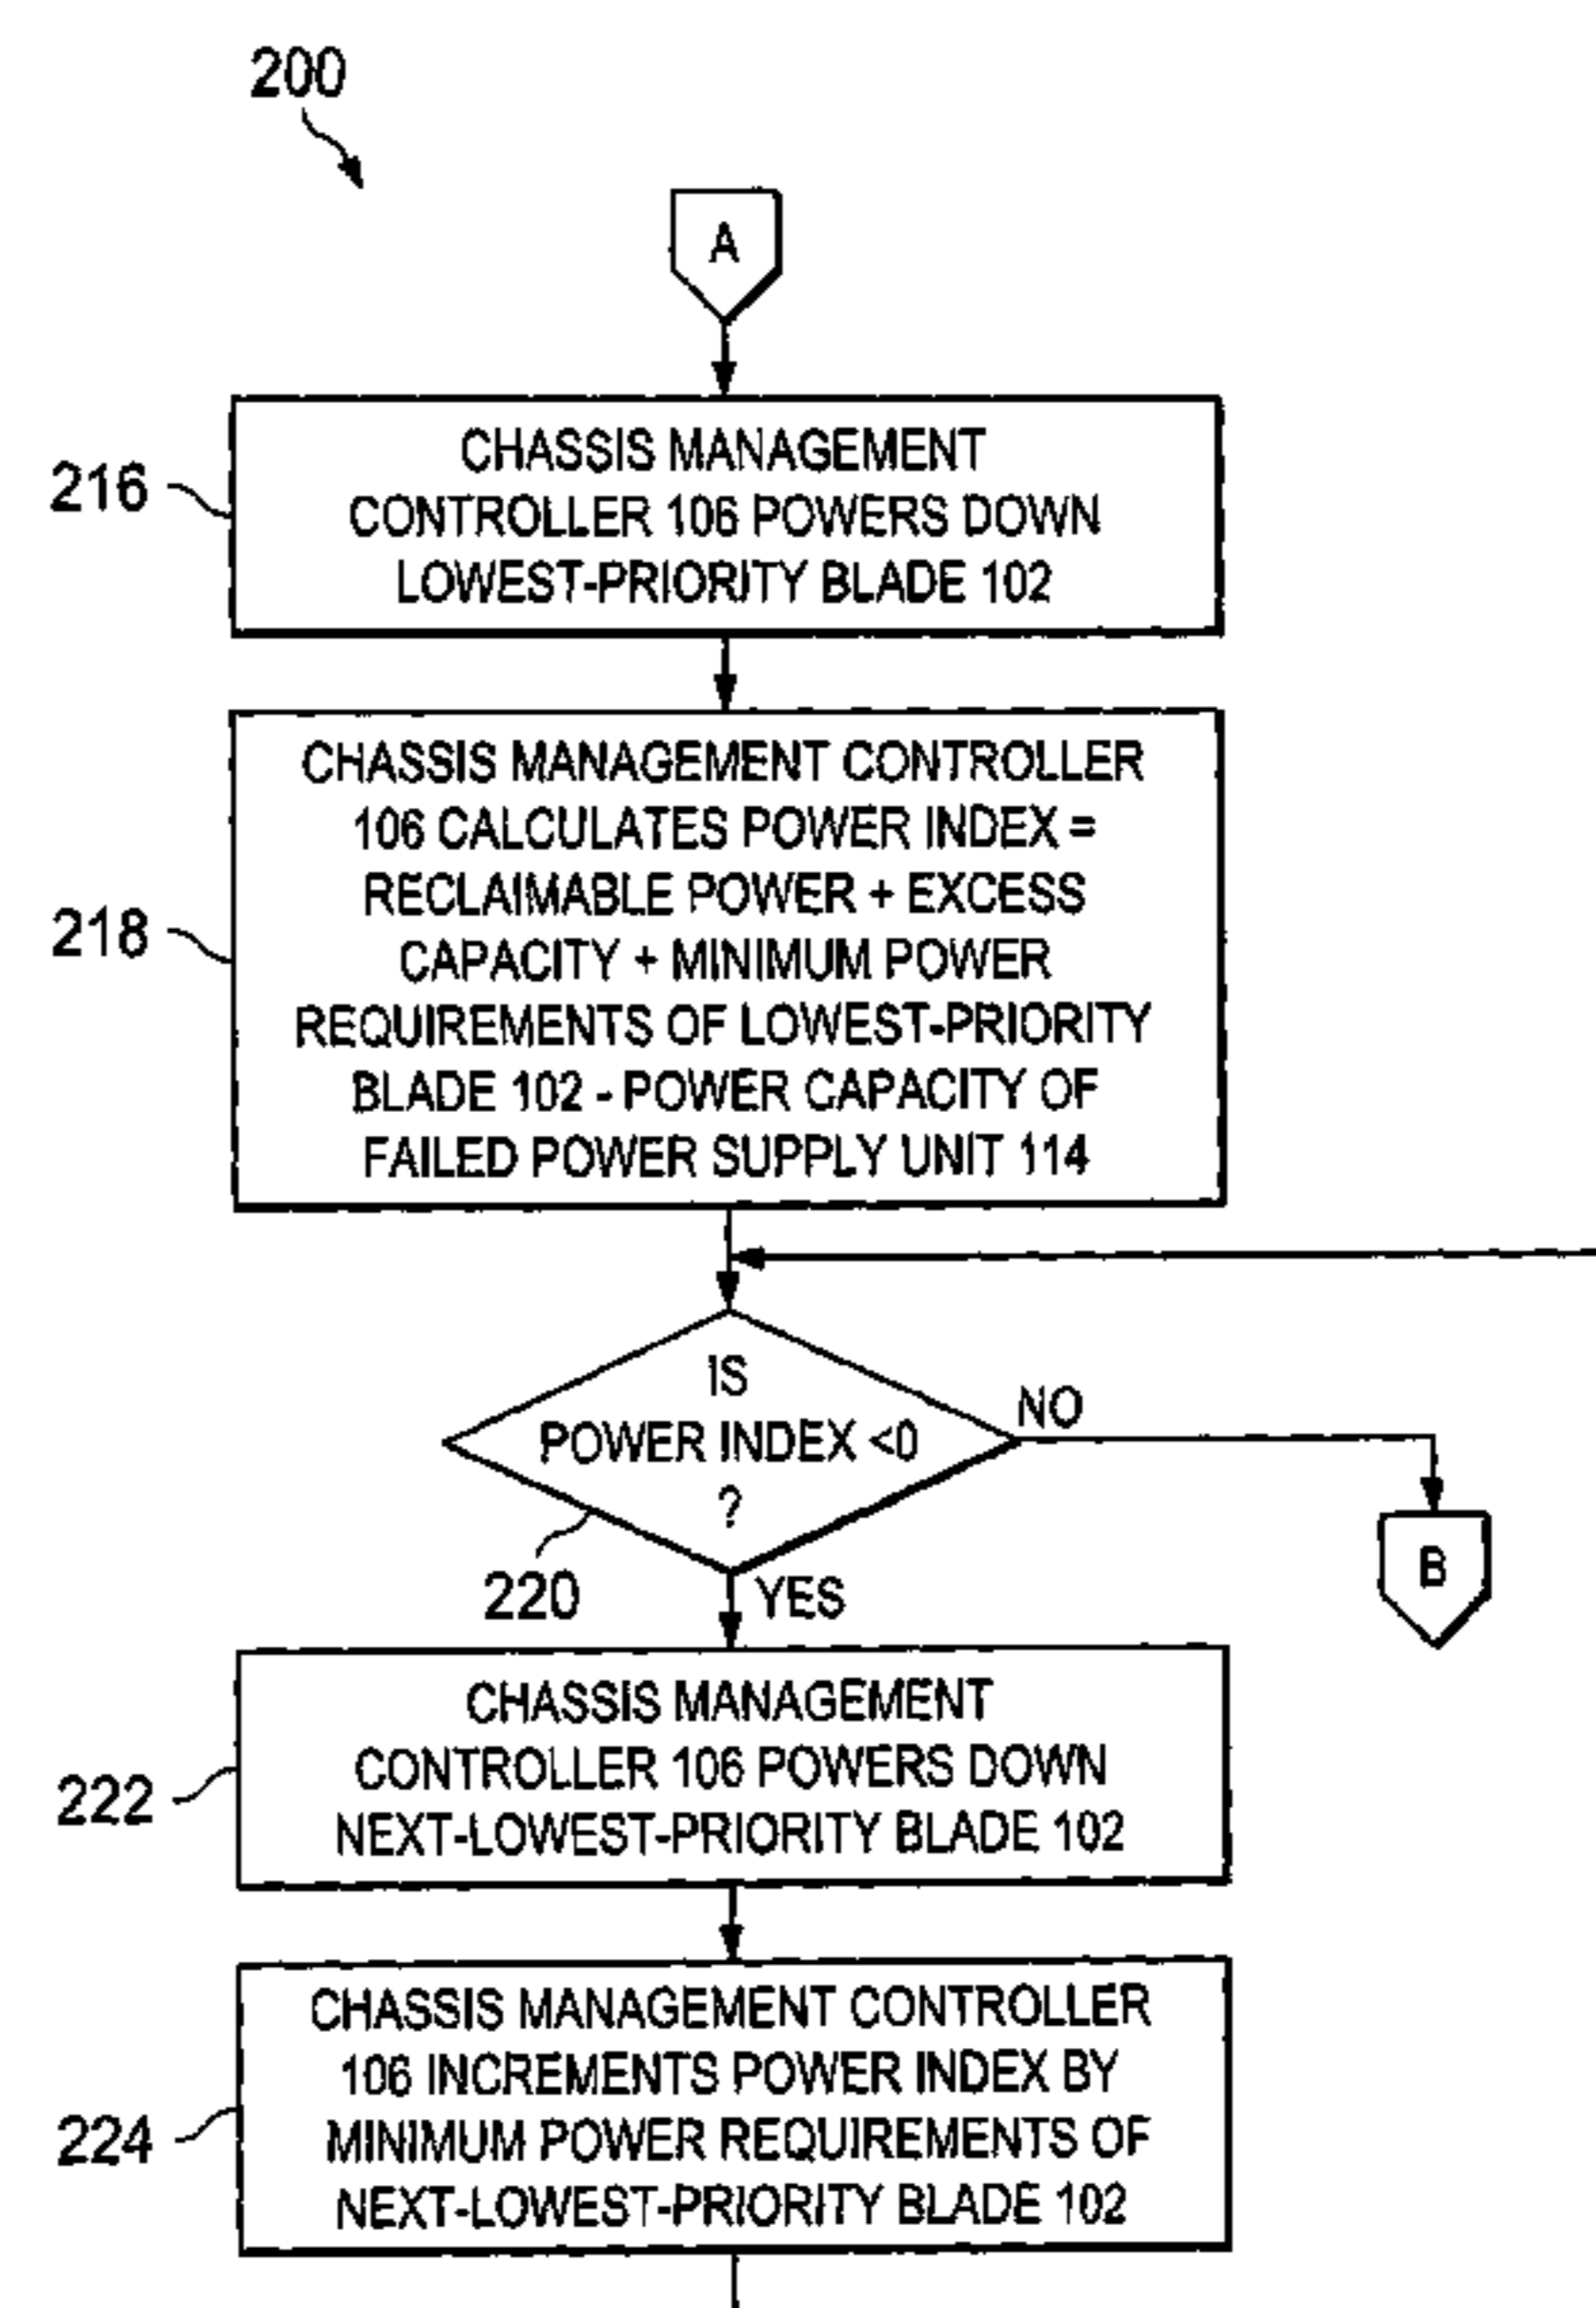 200
A
216
CHASSIS MANAGEMENT
CONTROLLER 106 POWERS DOWN
LOWEST-PRIORITY BLADE 102
218
CHASSIS MANAGEMENT CONTROLLER
106 CALCULATES POWER INDEX =
RECLAIMABLE POWER + EXCESS
CAPACITY + MINIMUM POWER
REQUIREMENTS OF LOWEST-PRIORITY
BLADE 102 - POWER CAPACITY OF
FAILED POWER SUPPLY UNIT 114
IS
POWER INDEX <0
?
NO
B
220
YES
222
CHASSIS MANAGEMENT
CONTROLLER 106 POWERS DOWN
NEXT-LOWEST-PRIORITY BLADE 102
224
CHASSIS MANAGEMENT CONTROLLER
106 INCREMENTS POWER INDEX BY
MINIMUM POWER REQUIREMENTS OF
NEXT-LOWEST-PRIORITY BLADE 102